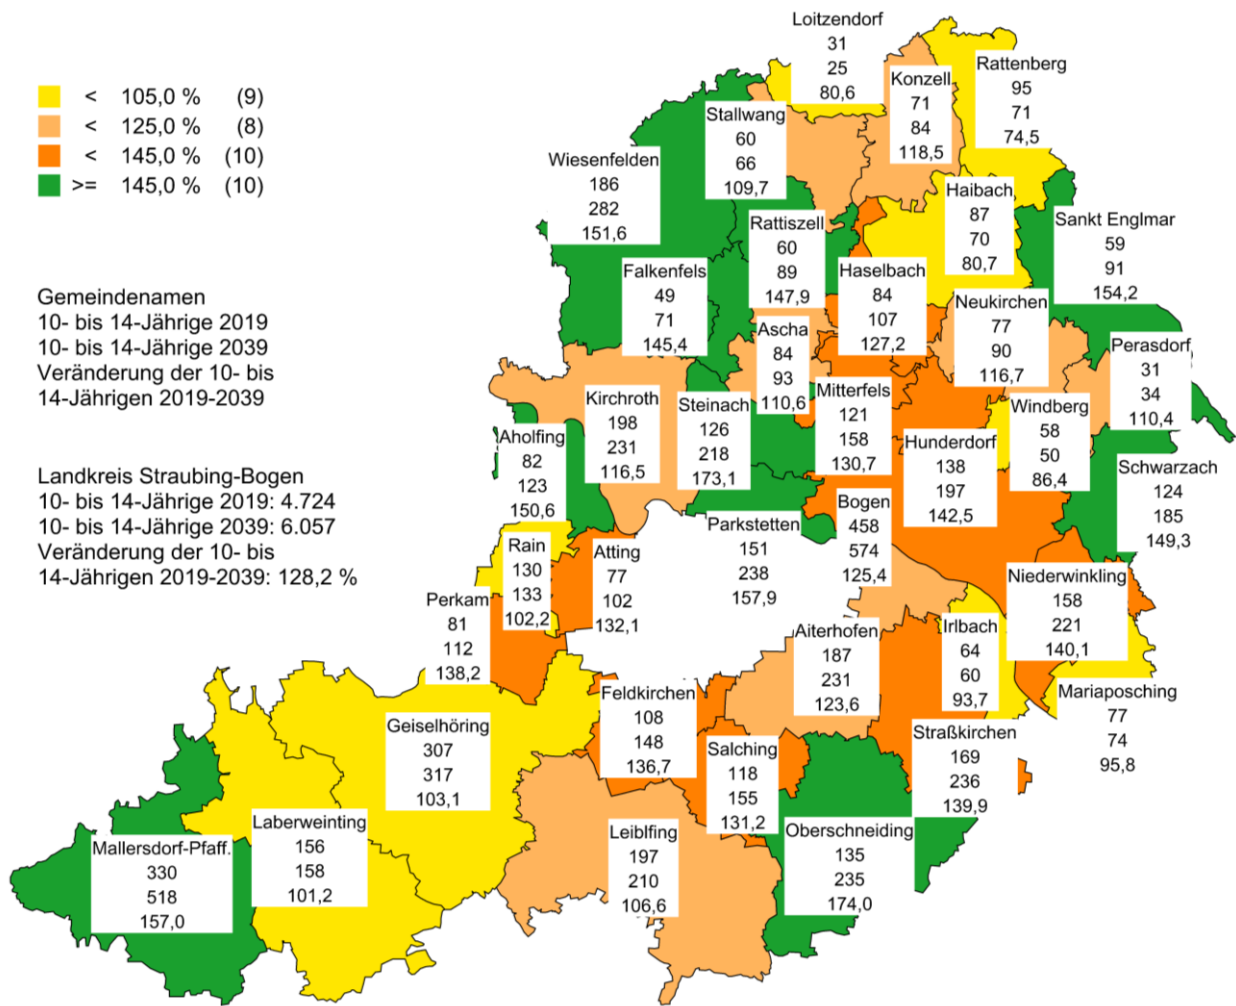 < 105,0 % (9)
< 125,0 % (8)
< 145,0 % (10)
>= 145,0 % (10)
Gemeindenamen
10- bis 14-Jährige 2019
10- bis 14-Jährige 2039
Veränderung der 10- bis
14-Jährigen 2019-2039
Landkreis Straubing-Bogen
10- bis 14-Jährige 2019: 4.724
10- bis 14-Jährige 2039: 6.057
Veränderung der 10- bis
14-Jährigen 2019-2039: 128,2 %
Loitzendorf
31
25
80,6
Konzell
71
84
118,5
Rattenberg
95
71
74,5
Stallwang
60
66
109,7
Wiesenfelden
186
282
151,6
Haibach
87
70
80,7
Sankt Englmar
59
91
154,2
Rattiszell
60
89
147,9
Falkenfels
49
71
145,4
Haselbach
84
107
127,2
Neukirchen
77
90
116,7
Ascha
84
93
110,6
Perasdorf
31
34
110,4
Kirchroth
198
231
116,5
Steinach
126
218
173,1
Mitterfels
121
158
130,7
Windberg
58
50
86,4
Aholfing
82
123
150,6
Hunderdorf
138
197
142,5
Schwarzach
124
185
149,3
Bogen
458
574
125,4
Parkstetten
151
238
157,9
Rain
130
133
102,2
Atting
77
102
132,1
Niederwinkling
158
221
140,1
Perkam
81
112
138,2
Aiterhofen
187
231
123,6
Irlbach
64
60
93,7
Mariaposching
77
74
95,8
Feldkirchen
108
148
136,7
Geiselhöring
307
317
103,1
Straßkirchen
169
236
139,9
Salching
118
155
131,2
Laberweinting
156
158
101,2
Leiblfing
197
210
106,6
Oberschneiding
135
235
174,0
Mallersdorf-Pfaff.
330
518
157,0